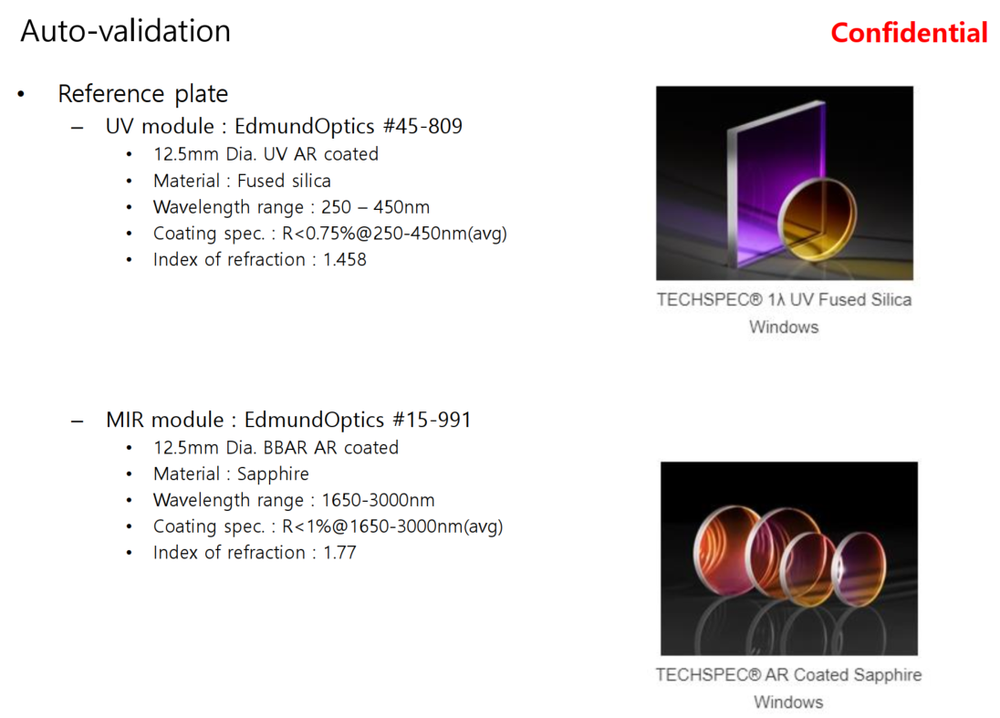 Auto-validation
Confidential
• Reference plate
– UV module : EdmundOptics #45-809
• 12.5mm Dia. UV AR coated
• Material : Fused silica
• Wavelength range : 250 – 450nm
• Coating spec. : R<0.75%@250-450nm(avg)
• Index of refraction : 1.458
TECHSPEC® 1λ UV Fused Silica
Windows
– MIR module : EdmundOptics #15-991
• 12.5mm Dia. BBAR AR coated
• Material : Sapphire
• Wavelength range : 1650-3000nm
• Coating spec. : R<1%@1650-3000nm(avg)
• Index of refraction : 1.77
TECHSPEC® AR Coated Sapphire
Windows